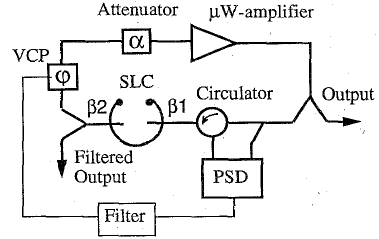 Attenuator
μW-amplifier
α
VCP
φ
SLC
β2
β1
Circulator
Output
Filtered
Output
PSD
Filter